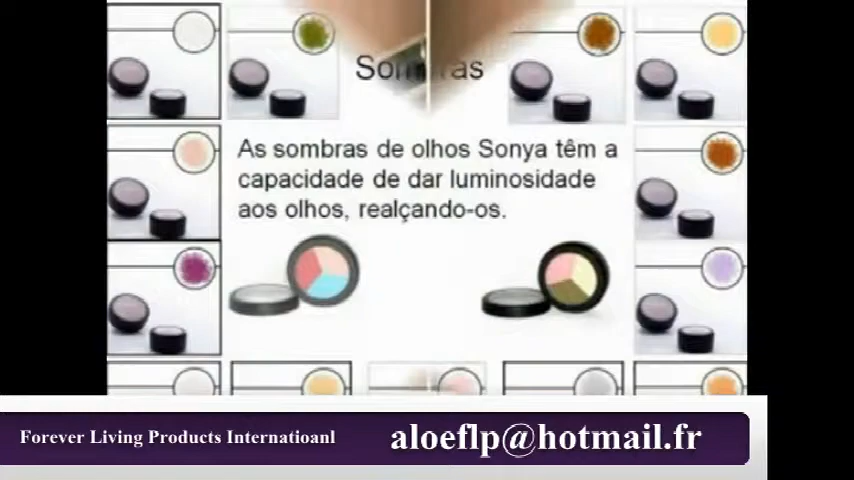 As sombras de olhos Sonya têm a
capacidade de dar luminosidade
aos olhos, realçando-os.
Forever Living Products Internatioanl
aloeflp@hotmail.fr